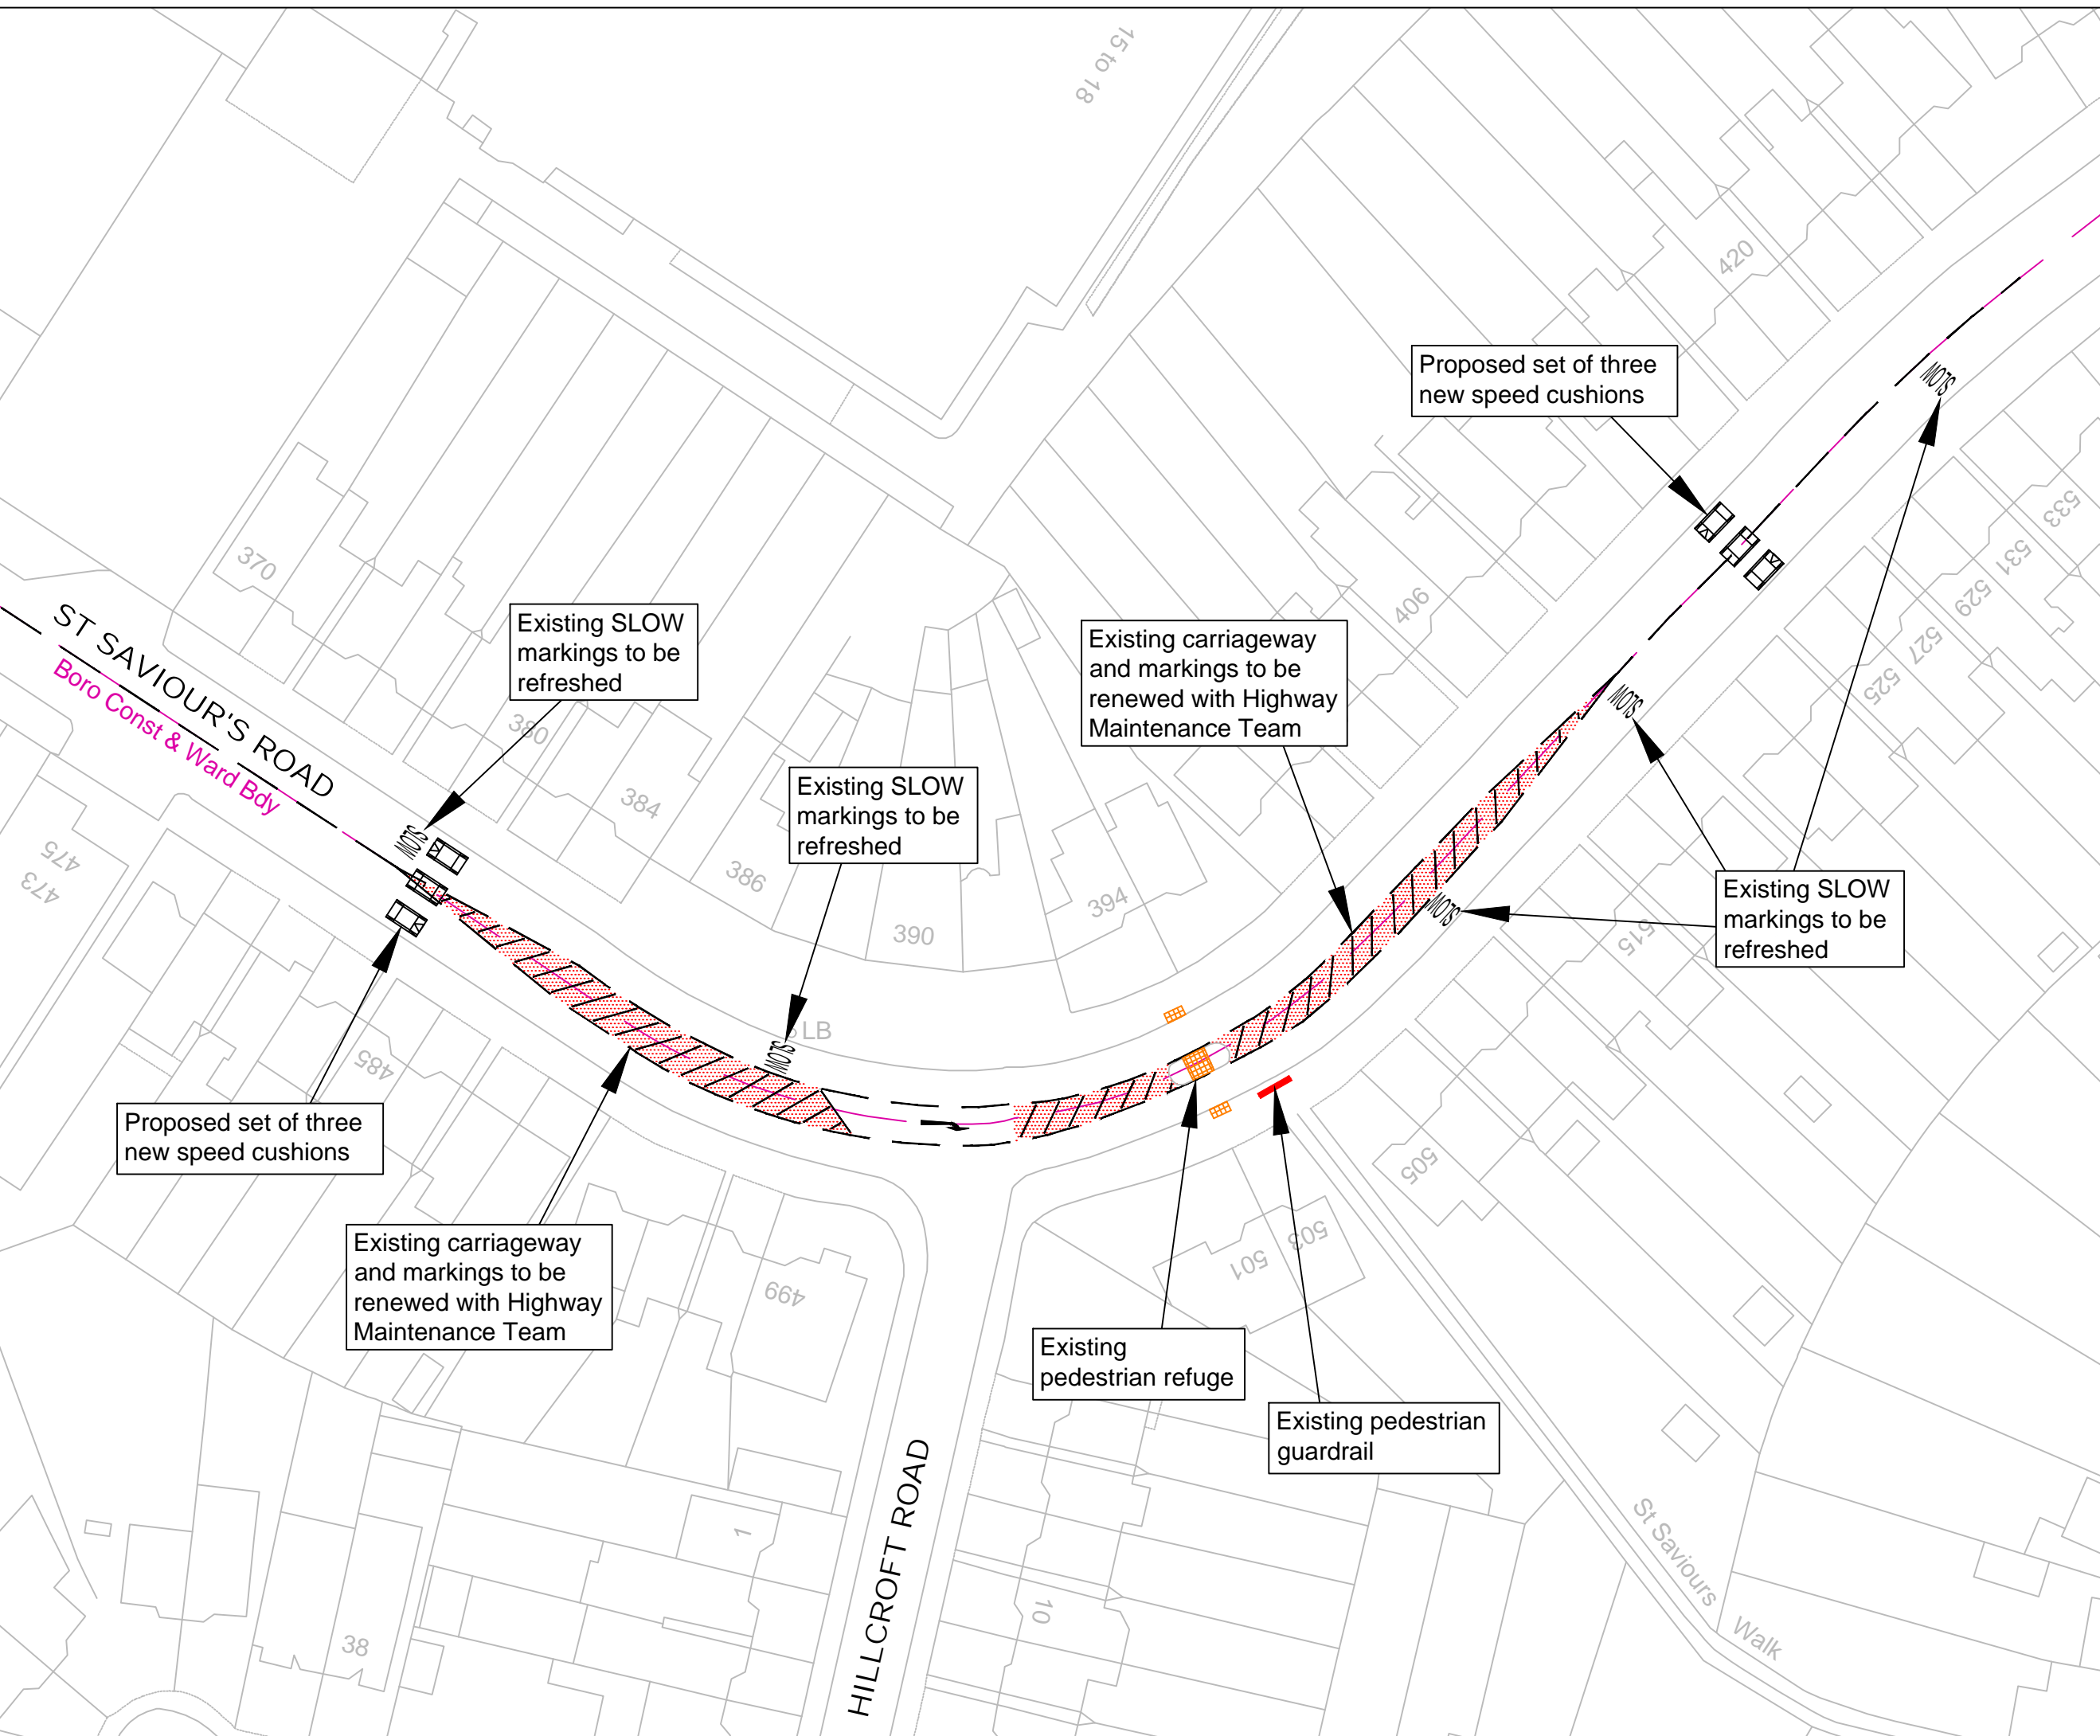 15 to 18
420
Proposed set of three
new speed cushions
SLOW
533
531
529
527
525
370
406
ST SAVIOUR'S ROAD
Boro Const & Ward Bdy
Existing SLOW
markings to be
refreshed
380
384
386
Existing SLOW
markings to be
refreshed
390
394
Existing carriageway
and markings to be
renewed with Highway
Maintenance Team
SLOW
SLOW
SLOW
SLOW
Existing SLOW
markings to be
refreshed
515
475
473
LB
485
Proposed set of three
new speed cushions
Existing carriageway
and markings to be
renewed with Highway
Maintenance Team
499
501
503
505
Existing
pedestrian refuge
Existing pedestrian
guardrail
HILLCROFT ROAD
1
10
38
St Saviours
Walk